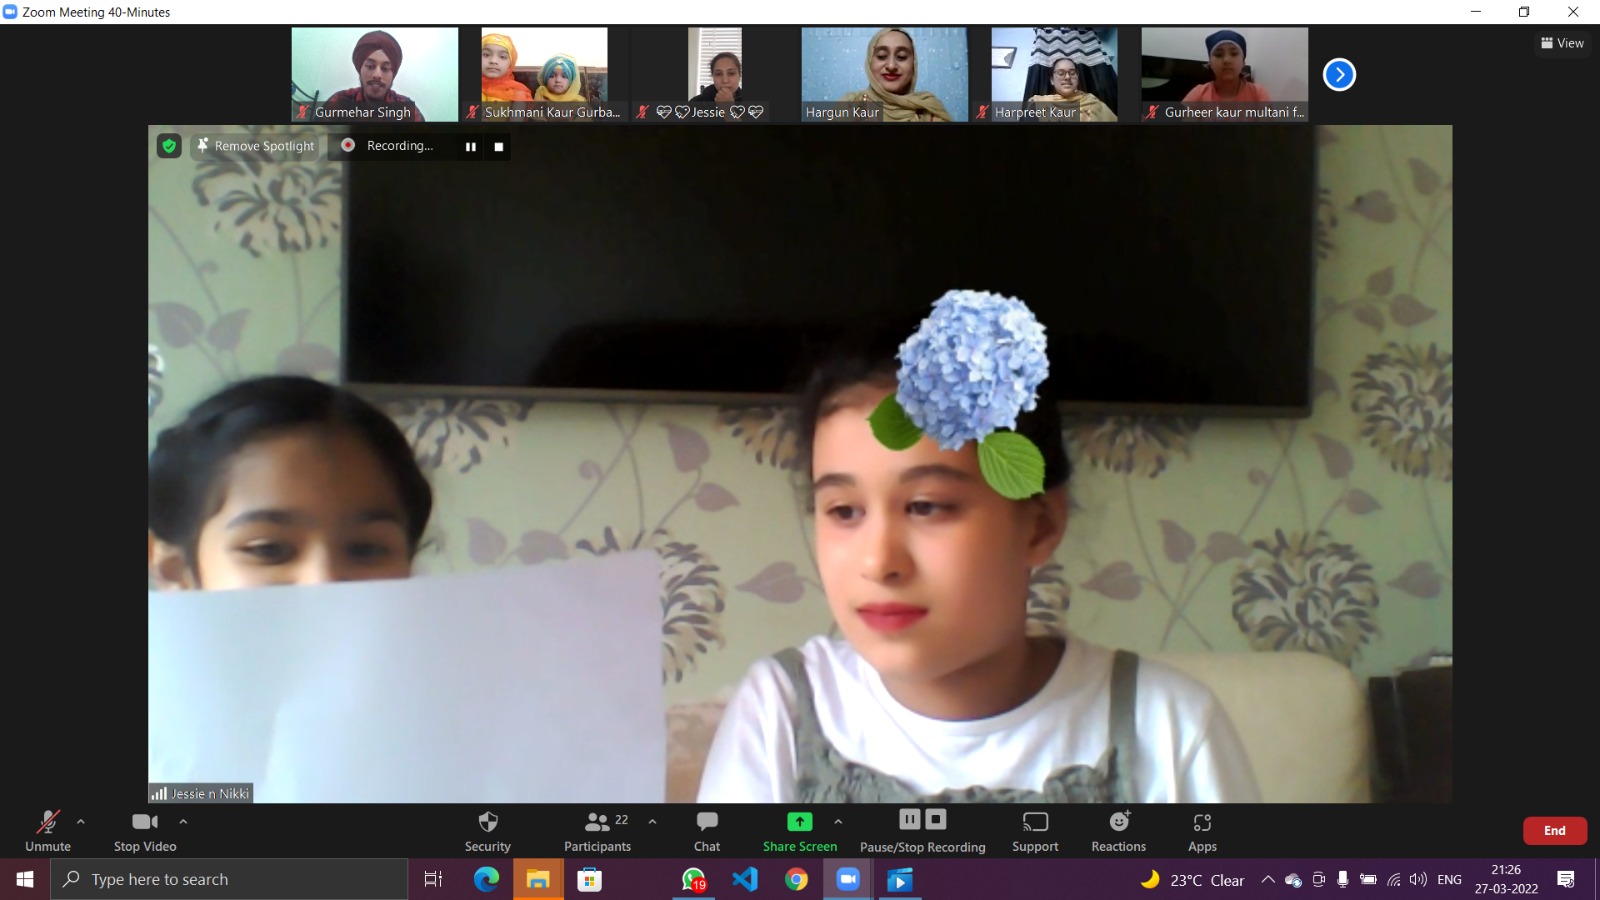 Zoom Meeting 40-Minutes
View
Gurmehar Singh
Sukhmani Kaur Gurba...
Jessie
Hargun Kaur
Harpreet Kaur
Gurheer kaur multani f...
Remove Spotlight
Recording...
Jessie n Nikki
Unmute
Stop Video
Security
22
Participants
Chat
Share Screen
Pause/Stop Recording
Support
Reactions
Apps
End
Type here to search
19
23°C Clear
ENG
21:26
27-03-2022